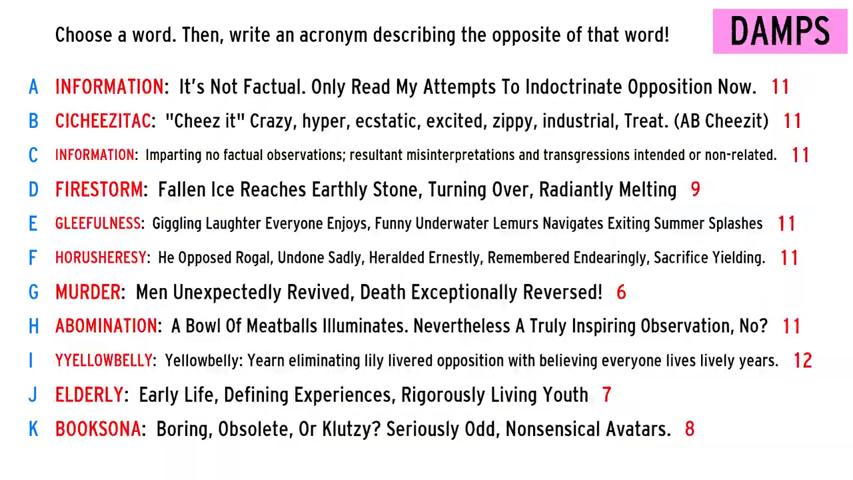 Choose a word. Then, write an acronym describing the opposite of that word!
DAMPS
A INFORMATION: It's Not Factual. Only Read My Attempts To Indoctrinate Opposition Now. 11
B CICHEEZITAC: "Cheez it" Crazy, hyper, ecstatic, excited, zippy, industrial, Treat. (AB Cheezit) 11
C INFORMATION: Imparting no factual observations; resultant misinterpretations and transgressions intended or non-related. 11
D FIRESTORM: Fallen Ice Reaches Earthly Stone, Turning Over, Radiantly Melting 9
E GLEEFULNESS: Giggling Laughter Everyone Enjoys, Funny Underwater Lemurs Navigates Exiting Summer Splashes 11
F HORUSHERESY: He Opposed Rogal, Undone Sadly, Heralded Ernestly, Remembered Endearingly, Sacrifice Yielding. 11
G MURDER: Men Unexpectedly Revived, Death Exceptionally Reversed! 6
H ABOMINATION: A Bowl Of Meatballs Illuminates. Nevertheless A Truly Inspiring Observation, No? 11
I YYELLOWBELLY: Yellowbelly: Yearn eliminating lily livered opposition with believing everyone lives lively years. 12
J ELDERLY: Early Life, Defining Experiences, Rigorously Living Youth 7
K BOOKSONA: Boring, Obsolete, Or Klutzy? Seriously Odd, Nonsensical Avatars. 8